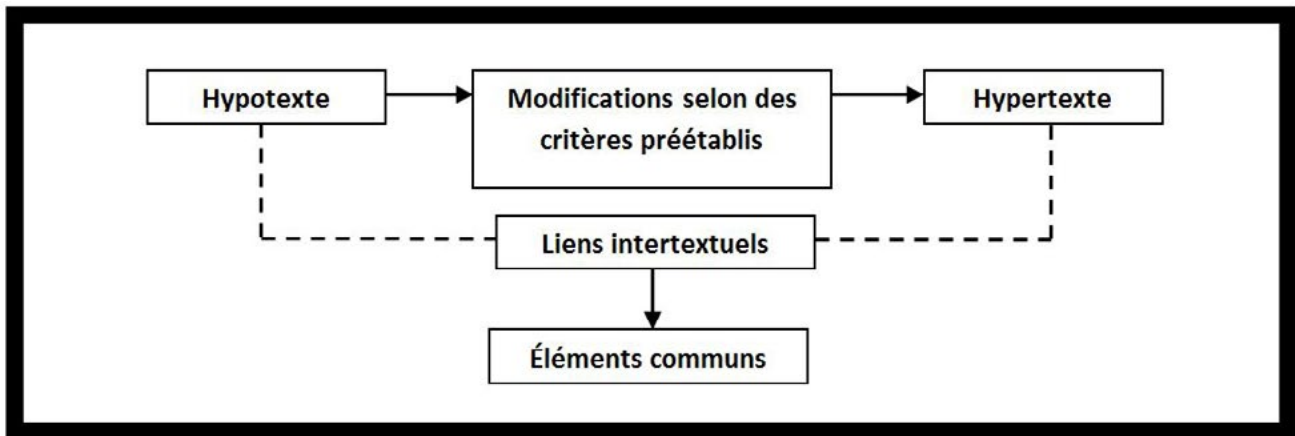 Hypotexte
Modifications selon des
critères préétablis
Hypertexte
Liens intertextuels
Éléments communs